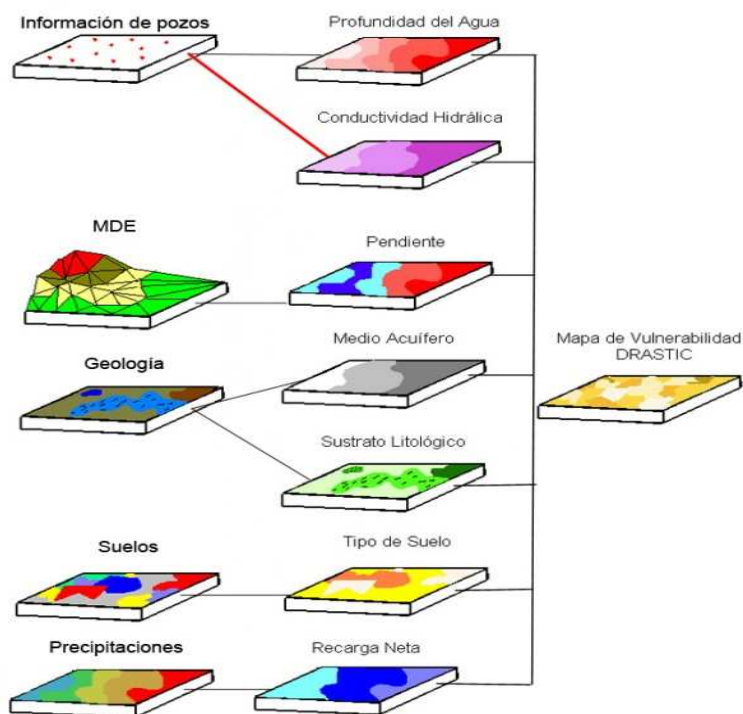 Información de pozos
Profundidad del Agua
Conductividad Hidrálica
MDE
Pendiente
Medio Acuífero
Geología
Mapa de Vulnerabilidad
DRASTIC
Sustrato Litológico
Suelos
Tipo de Suelo
Precipitaciones
Recarga Neta